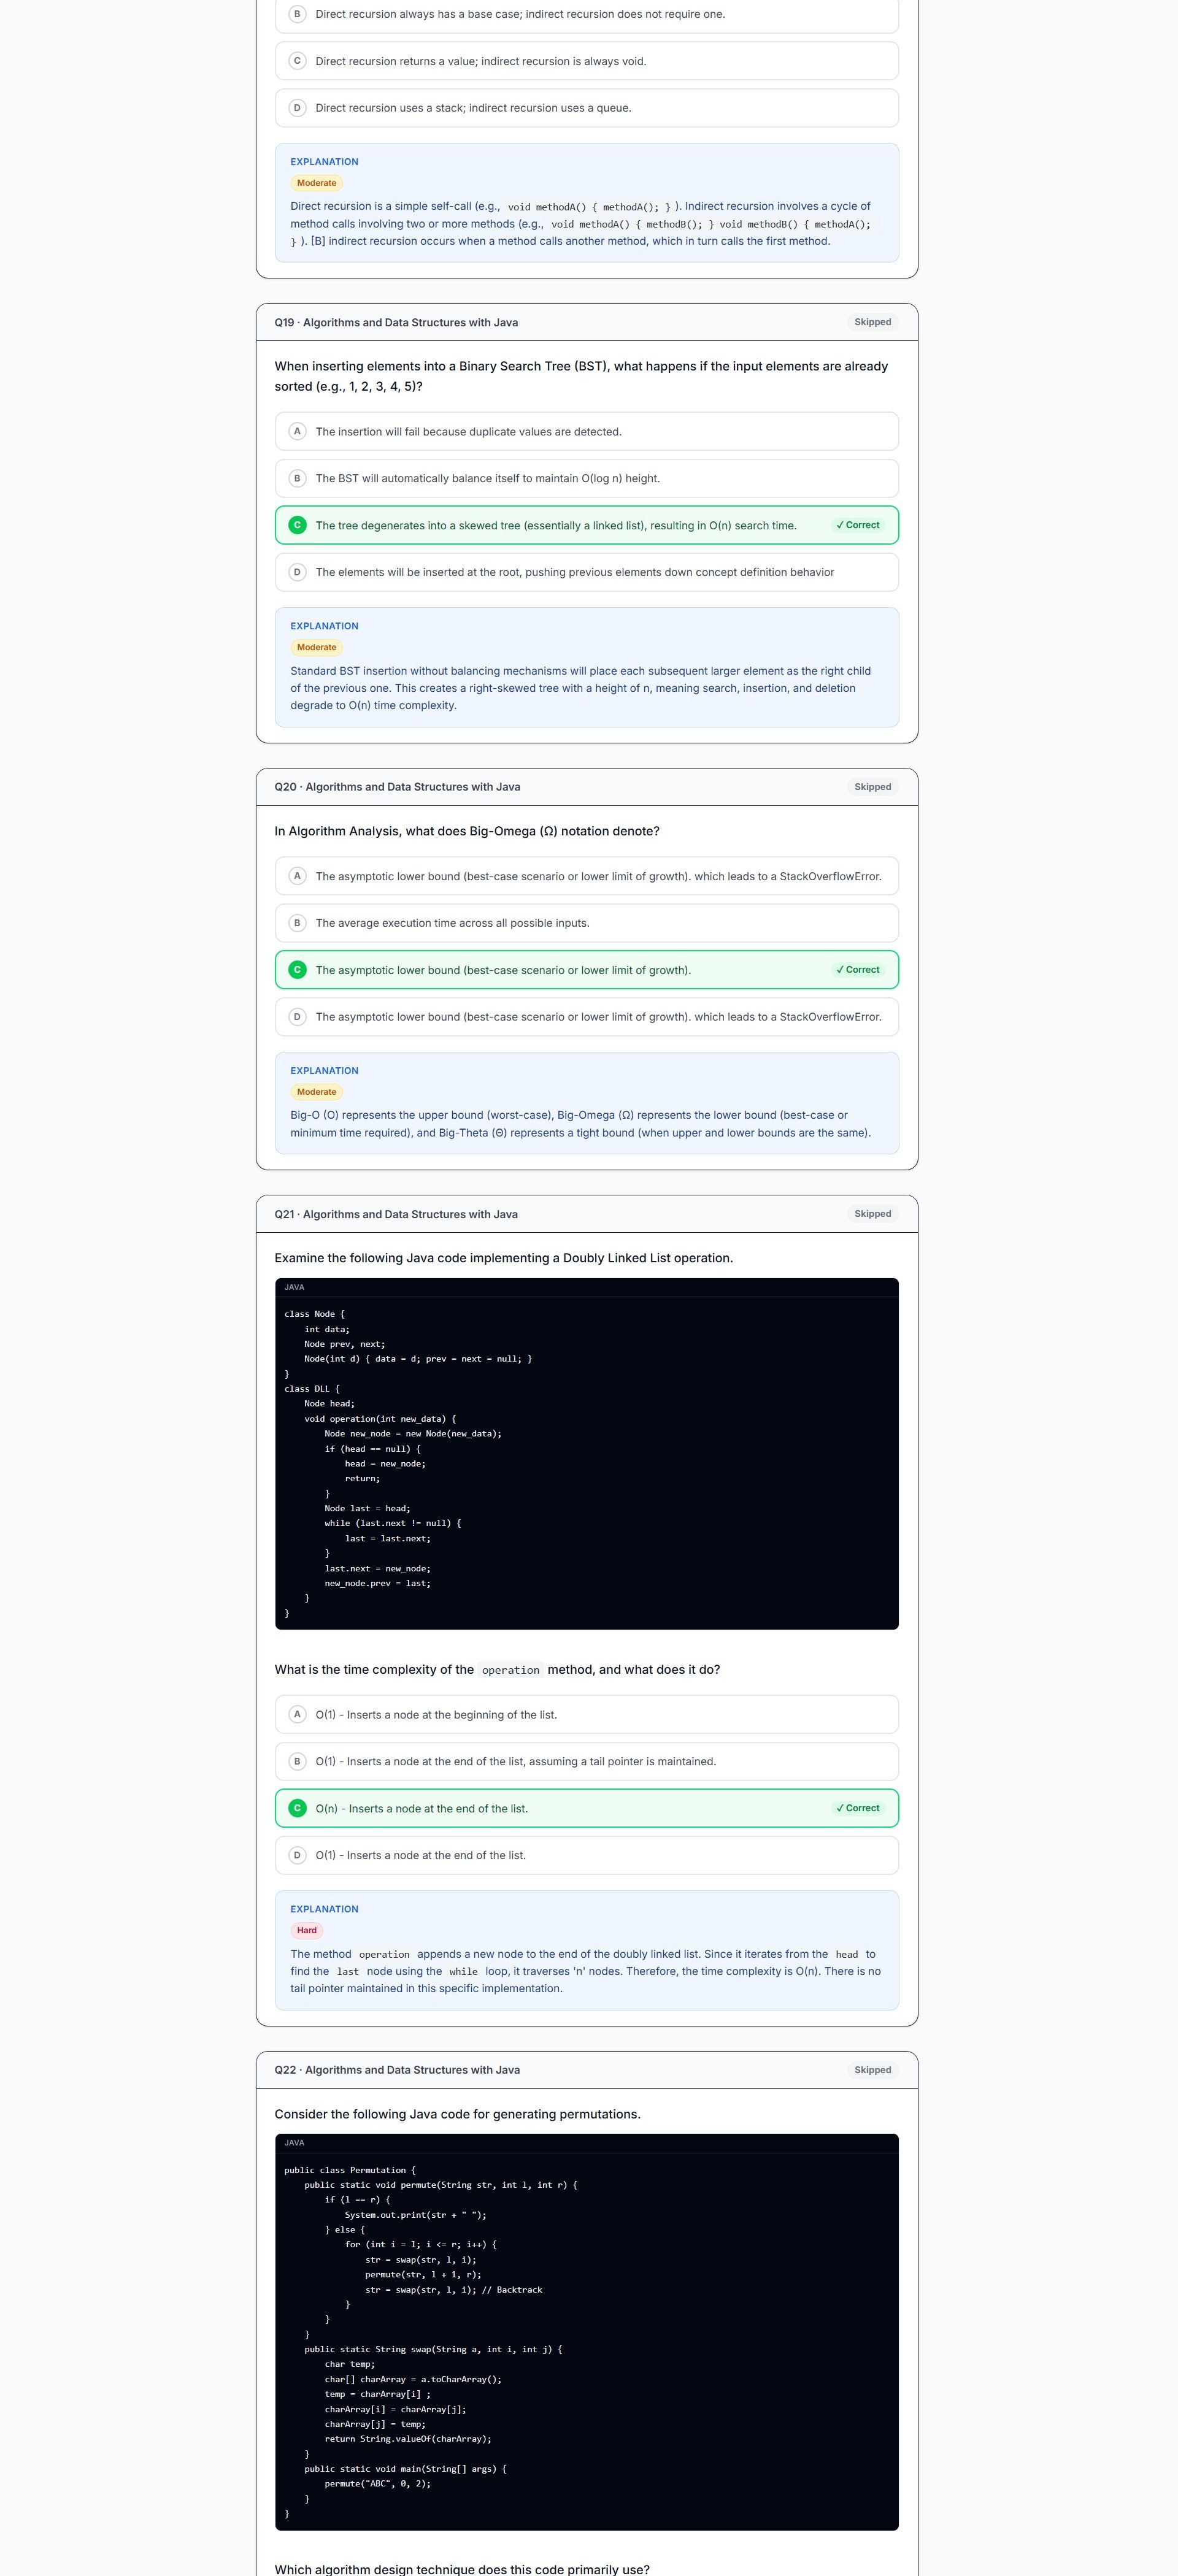 B Direct recursion always has a base case; indirect recursion does not require one.
C Direct recursion returns a value; indirect recursion is always void.
D Direct recursion uses a stack; indirect recursion uses a queue.
EXPLANATION
Moderate
Direct recursion is a simple self-call (e.g., void methodA() { methodA(); } ). Indirect recursion involves a cycle of
method calls involving two or more methods (e.g., void methodA() { methodB(); } void methodB() { methodA();
} ). [B] indirect recursion occurs when a method calls another method, which in turn calls the first method.
Q19 · Algorithms and Data Structures with Java Skipped
When inserting elements into a Binary Search Tree (BST), what happens if the input elements are already
sorted (e.g., 1, 2, 3, 4, 5)?
A The insertion will fail because duplicate values are detected.
B The BST will automatically balance itself to maintain O(log n) height.
C The tree degenerates into a skewed tree (essentially a linked list), resulting in O(n) search time. ✓ Correct
D The elements will be inserted at the root, pushing previous elements down concept definition behavior
EXPLANATION
Moderate
Standard BST insertion without balancing mechanisms will place each subsequent larger element as the right child
of the previous one. This creates a right-skewed tree with a height of n, meaning search, insertion, and deletion
degrade to O(n) time complexity.
Q20 · Algorithms and Data Structures with Java Skipped
In Algorithm Analysis, what does Big-Omega (Ω) notation denote?
A The asymptotic lower bound (best-case scenario or lower limit of growth). which leads to a StackOverflowError.
B The average execution time across all possible inputs.
C The asymptotic lower bound (best-case scenario or lower limit of growth). ✓ Correct
D The asymptotic lower bound (best-case scenario or lower limit of growth). which leads to a StackOverflowError.
EXPLANATION
Moderate
Big-O (O) represents the upper bound (worst-case), Big-Omega (Ω) represents the lower bound (best-case or
minimum time required), and Big-Theta (Θ) represents a tight bound (when upper and lower bounds are the same).
Q21 · Algorithms and Data Structures with Java Skipped
Examine the following Java code implementing a Doubly Linked List operation.
JAVA
class Node {
    int data;
    Node prev, next;
    Node(int d) { data = d; prev = next = null; }
}
class DLL {
    Node head;
    void operation(int new_data) {
        Node new_node = new Node(new_data);
        if (head == null) {
            head = new_node;
            return;
        }
        Node last = head;
        while (last.next != null) {
            last = last.next;
        }
        last.next = new_node;
        new_node.prev = last;
    }
}
What is the time complexity of the operation method, and what does it do?
A O(1) - Inserts a node at the beginning of the list.
B O(1) - Inserts a node at the end of the list, assuming a tail pointer is maintained.
C O(n) - Inserts a node at the end of the list. ✓ Correct
D O(1) - Inserts a node at the end of the list.
EXPLANATION
Hard
The method operation appends a new node to the end of the doubly linked list. Since it iterates from the head to
find the last node using the while loop, it traverses 'n' nodes. Therefore, the time complexity is O(n). There is no
tail pointer maintained in this specific implementation.
Q22 · Algorithms and Data Structures with Java Skipped
Consider the following Java code for generating permutations.
JAVA
public class Permutation {
    public static void permute(String str, int l, int r) {
        if (l == r) {
            System.out.print(str + " ");
        } else {
            for (int i = l; i <= r; i++) {
                str = swap(str, l, i);
                permute(str, l + 1, r);
                str = swap(str, l, i); // Backtrack
            }
        }
    }
    public static String swap(String a, int i, int j) {
        char temp;
        char[] charArray = a.toCharArray();
        temp = charArray[i] ;
        charArray[i] = charArray[j];
        charArray[j] = temp;
        return String.valueOf(charArray);
    }
    public static void main(String[] args) {
        permute("ABC", 0, 2);
    }
}
Which algorithm design technique does this code primarily use?